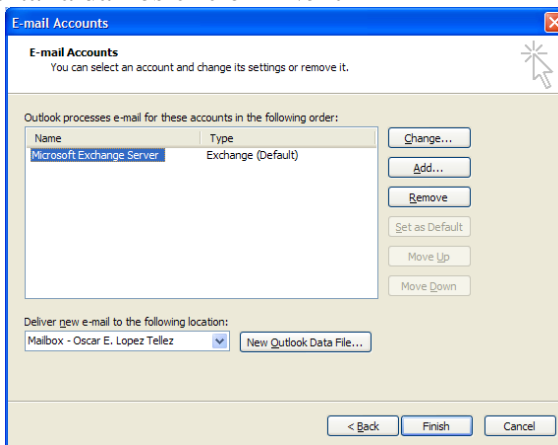 E-mail Accounts
E-mail Accounts
You can select an account and change its settings or remove it.
Outlook processes e-mail for these accounts in the following order:
Name Type
Microsoft Exchange Server Exchange (Default)
Change...
Add...
Remove
Set as Default
Move Up
Move Down
Deliver new e-mail to the following location:
Mailbox - Oscar E. Lopez Tellez New Outlook Data File...
< Back Finish Cancel